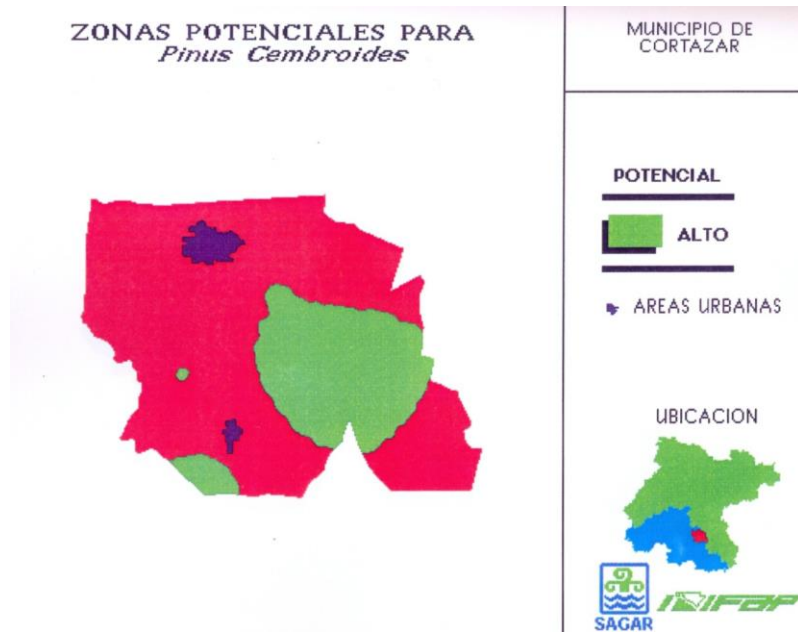 ZONAS POTENCIALES PARA
Pinus Cembroides
MUNICIPIO DE
CORTAZAR
POTENCIAL
ALTO
AREAS URBANAS
UBICACION
SAGAR
INIFAP